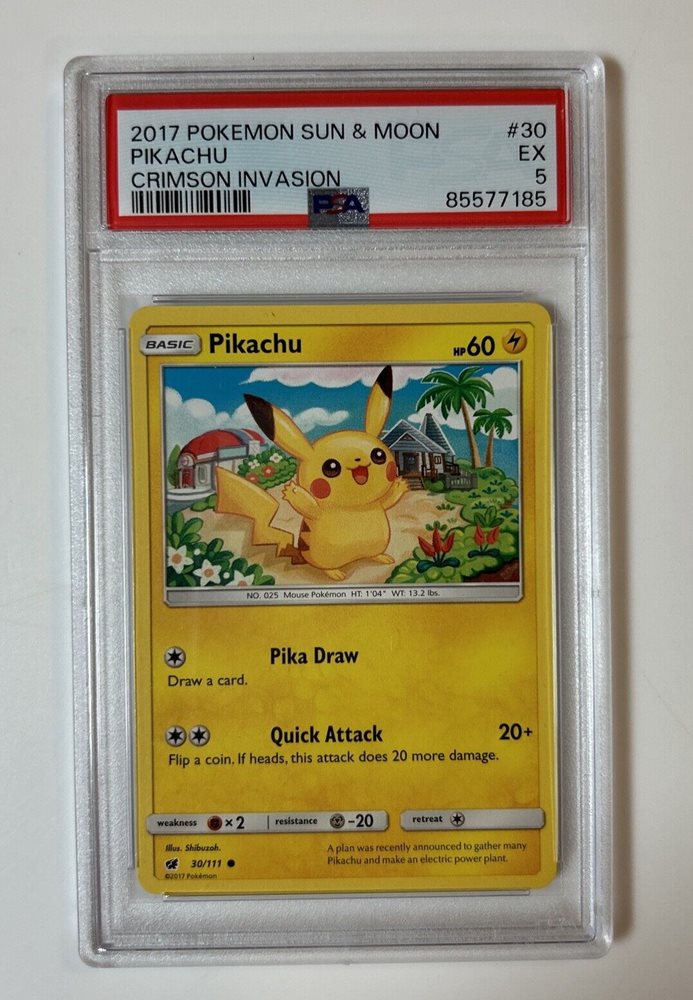 2017 POKEMON SUN & MOON #30
PIKACHU EX
CRIMSON INVASION 5
PSA 85577185
BASIC Pikachu HP60
NO. 025 Mouse Pokémon HT: 1'04" WT: 13.2 lbs.
Pika Draw
Draw a card.
Quick Attack 20+
Flip a coin. If heads, this attack does 20 more damage.
weakness ×2 resistance -20 retreat
Illus. Shibuzoh. A plan was recently announced to gather many
30/111 Pikachu and make an electric power plant.
©2017 Pokémon